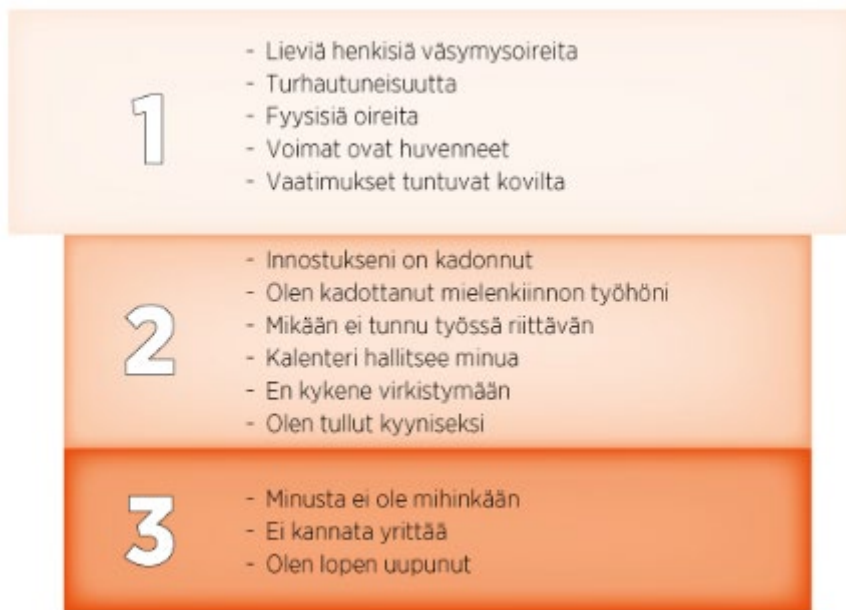 1
- Lieviä henkisiä väsymysoireita
- Turhautuneisuutta
- Fyysisiä oireita
- Voimat ovat huvenneet
- Vaatimukset tuntuvat kovilta
2
- Innostukseni on kadonnut
- Olen kadottanut mielenkiinnon työhöni
- Mikään ei tunnu työssä riittävän
- Kalenteri hallitsee minua
- En kykene virkistymään
- Olen tullut kyyniseksi
3
- Minusta ei ole mihinkään
- Ei kannata yrittää
- Olen lopen uupunut